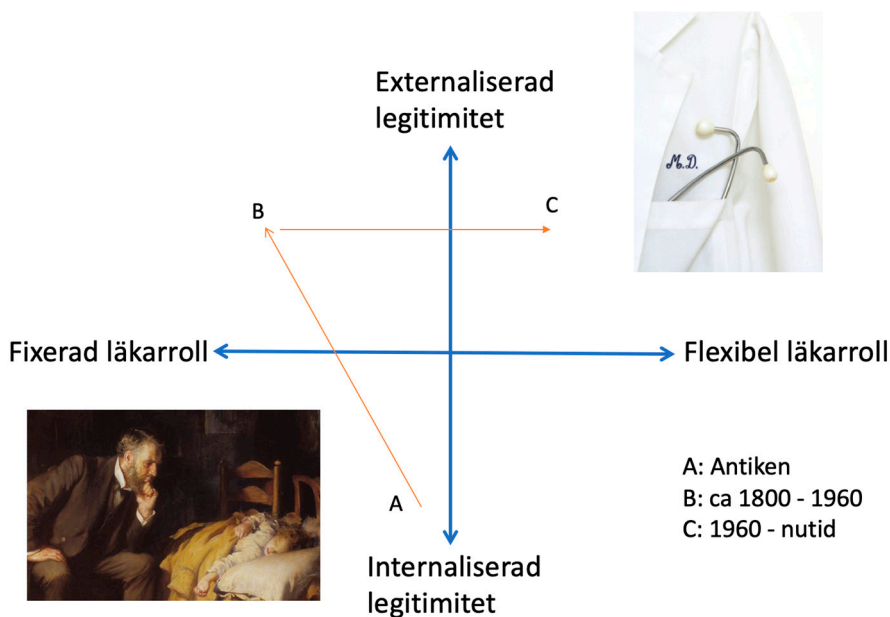 Externaliserad
legitimitet
M.D.
B
C
Fixerad läkarroll
Flexibel läkarroll
A
A: Antiken
B: ca 1800 - 1960
C: 1960 - nutid
Internaliserad
legitimitet